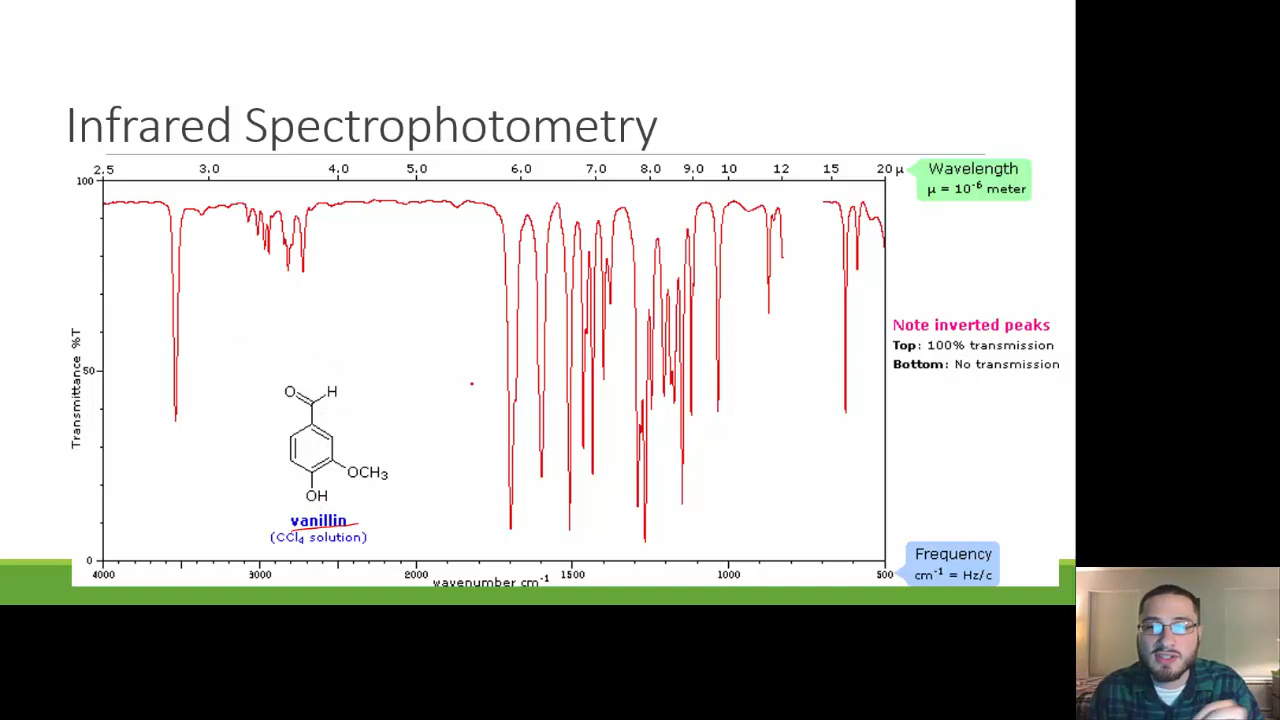 Infrared Spectrophotometry
2.5 3.0 4.0 5.0 6.0 7.0 8.0 9.0 10 12 15 20 μ
Wavelength
μ = 10⁻⁶ meter
100
50
0
Transmittance %T
Note inverted peaks
Top: 100% transmission
Bottom: No transmission
O H
OCH₃
OH
vanillin
(CCl₄ solution)
Frequency
cm⁻¹ = Hz/c
4000 3000 2000 1500 1000 500
wavenumber cm⁻¹